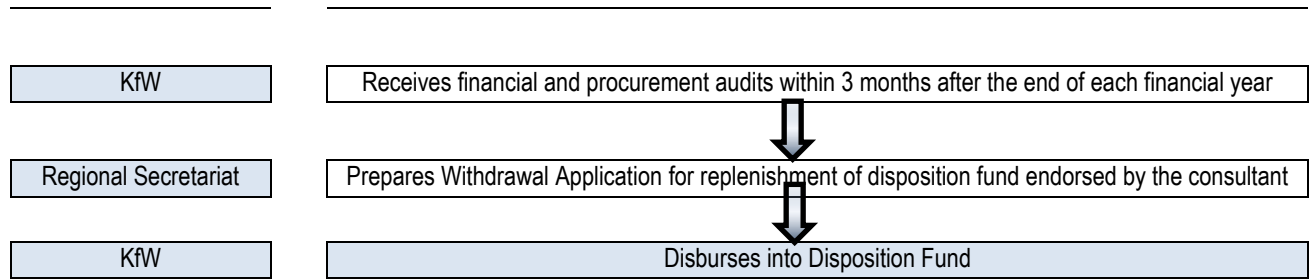 KfW
Receives financial and procurement audits within 3 months after the end of each financial year
Regional Secretariat
Prepares Withdrawal Application for replenishment of disposition fund endorsed by the consultant
KfW
Disburses into Disposition Fund